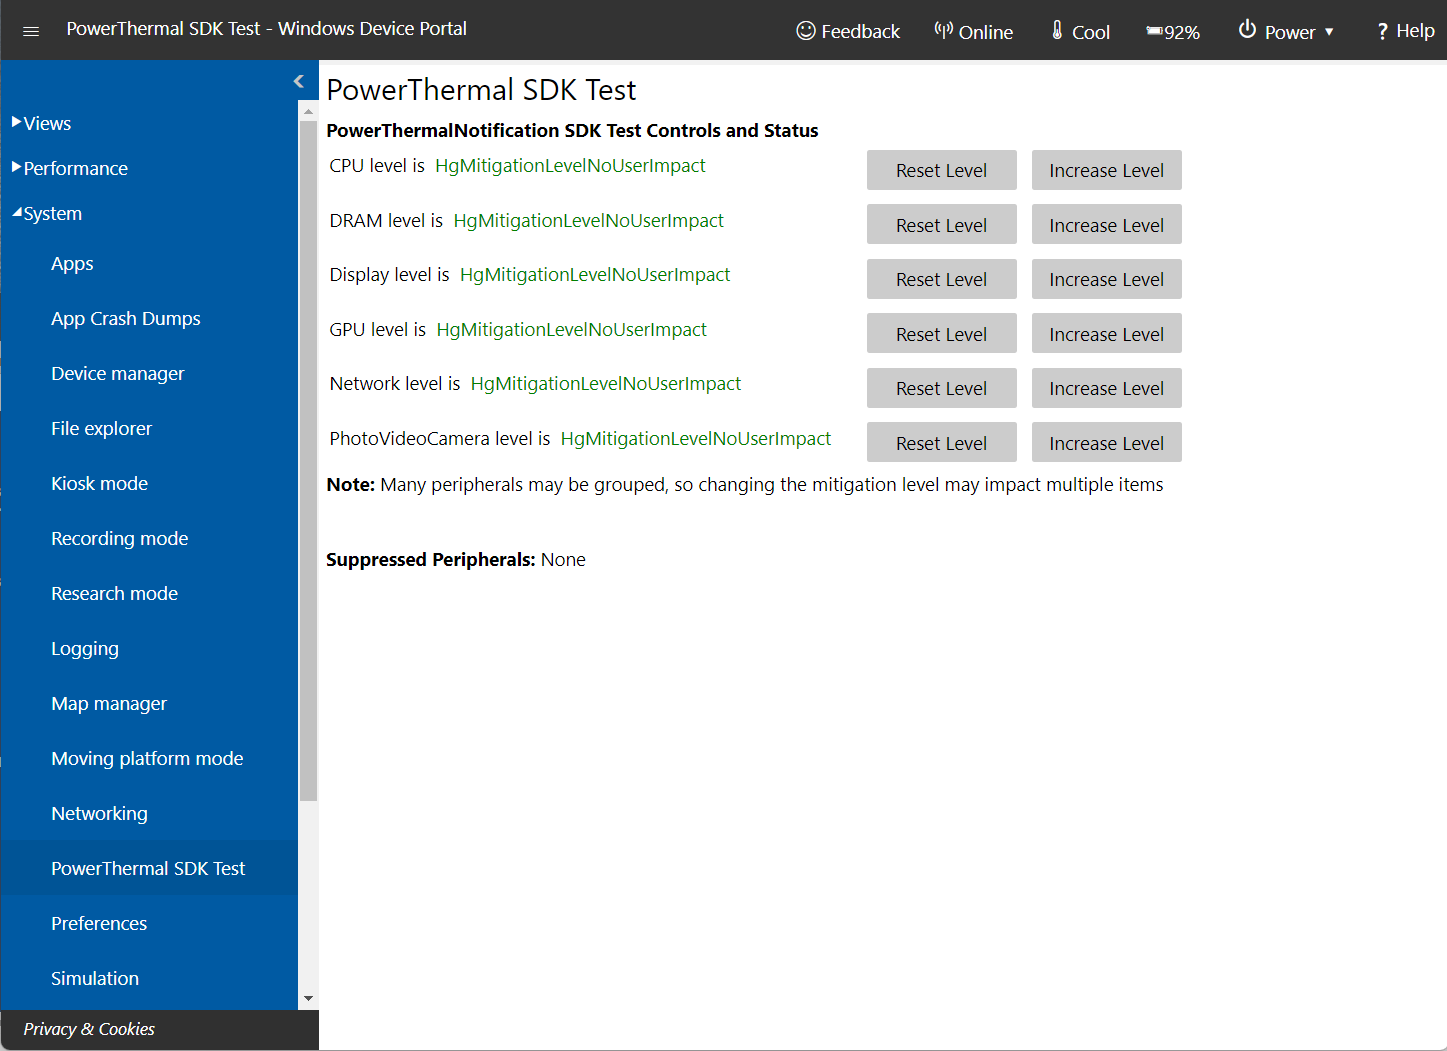 PowerThermal SDK Test - Windows Device Portal
Feedback
Online
Cool
92%
Power
Help
Views
Performance
System
Apps
App Crash Dumps
Device manager
File explorer
Kiosk mode
Recording mode
Research mode
Logging
Map manager
Moving platform mode
Networking
PowerThermal SDK Test
Preferences
Simulation
Privacy & Cookies
PowerThermal SDK Test
PowerThermalNotification SDK Test Controls and Status
CPU level is HgMitigationLevelNoUserImpact Reset Level Increase Level
DRAM level is HgMitigationLevelNoUserImpact Reset Level Increase Level
Display level is HgMitigationLevelNoUserImpact Reset Level Increase Level
GPU level is HgMitigationLevelNoUserImpact Reset Level Increase Level
Network level is HgMitigationLevelNoUserImpact Reset Level Increase Level
PhotoVideoCamera level is HgMitigationLevelNoUserImpact Reset Level Increase Level
Note: Many peripherals may be grouped, so changing the mitigation level may impact multiple items
Suppressed Peripherals: None